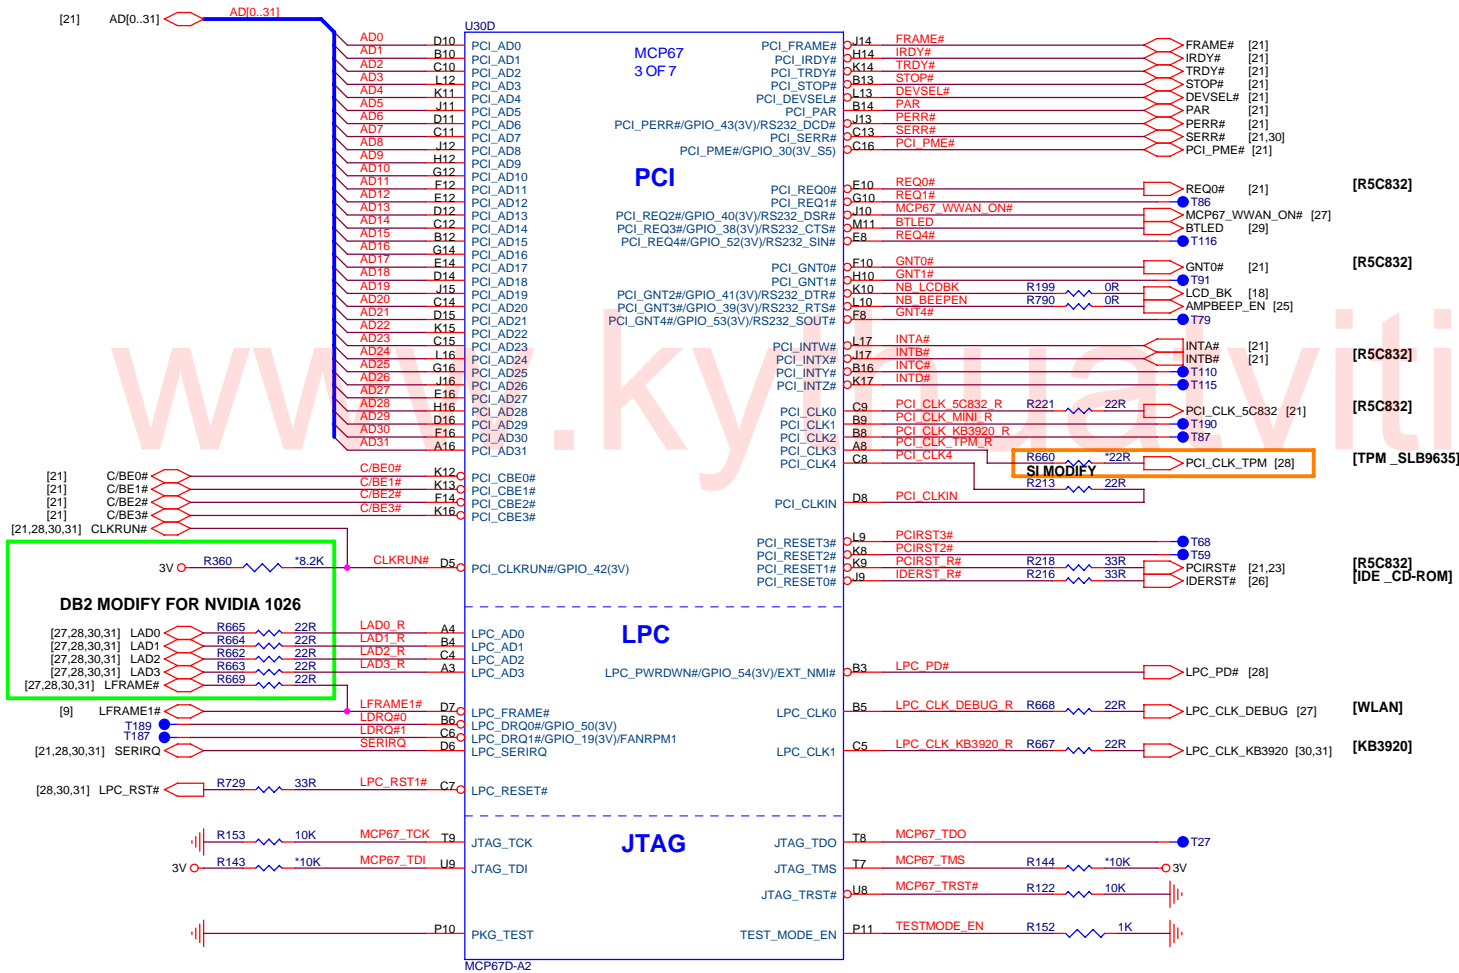 [21] AD[0..31] AD[0..31]
U30D
MCP67
3 OF 7
PCI
AD0 D10 PCI_AD0
AD1 B10 PCI_AD1
AD2 C10 PCI_AD2
AD3 L12 PCI_AD3
AD4 K11 PCI_AD4
AD5 J11 PCI_AD5
AD6 D11 PCI_AD6
AD7 C11 PCI_AD7
AD8 J12 PCI_AD8
AD9 H12 PCI_AD9
AD10 G12 PCI_AD10
AD11 F12 PCI_AD11
AD12 E12 PCI_AD12
AD13 D12 PCI_AD13
AD14 C12 PCI_AD14
AD15 B12 PCI_AD15
AD16 G14 PCI_AD16
AD17 E14 PCI_AD17
AD18 D14 PCI_AD18
AD19 J15 PCI_AD19
AD20 C14 PCI_AD20
AD21 D15 PCI_AD21
AD22 K15 PCI_AD22
AD23 C15 PCI_AD23
AD24 L16 PCI_AD24
AD25 G16 PCI_AD25
AD26 J16 PCI_AD26
AD27 E16 PCI_AD27
AD28 H16 PCI_AD28
AD29 D16 PCI_AD29
AD30 F16 PCI_AD30
AD31 A16 PCI_AD31
[21] C/BE0# C/BE0# K12 PCI_CBE0#
[21] C/BE1# C/BE1# K13 PCI_CBE1#
[21] C/BE2# C/BE2# F14 PCI_CBE2#
[21] C/BE3# C/BE3# K16 PCI_CBE3#
[21,28,30,31] CLKRUN#
3V R360 *8.2K CLKRUN# D5 PCI_CLKRUN#/GPIO_42(3V)
DB2 MODIFY FOR NVIDIA 1026
PCI_FRAME# J14 FRAME# FRAME# [21]
PCI_IRDY# H14 IRDY# IRDY# [21]
PCI_TRDY# K14 TRDY# TRDY# [21]
PCI_STOP# B13 STOP# STOP# [21]
PCI_DEVSEL# L13 DEVSEL# DEVSEL# [21]
PCI_PAR B14 PAR PAR [21]
PCI_PERR#/GPIO_43(3V)/RS232_DCD# J13 PERR# PERR# [21]
PCI_SERR# C13 SERR# SERR# [21,30]
PCI_PME#/GPIO_30(3V_S5) C16 PCI_PME# PCI_PME# [21]
PCI_REQ0# E10 REQ0# REQ0# [21] [R5C832]
PCI_REQ1# G10 REQ1# T86
PCI_REQ2#/GPIO_40(3V)/RS232_DSR# J10 MCP67_WWAN_ON# MCP67_WWAN_ON# [27]
PCI_REQ3#/GPIO_38(3V)/RS232_CTS# M11 BTLED BTLED [29]
PCI_REQ4#/GPIO_52(3V)/RS232_SIN# E8 REQ4# T116
PCI_GNT0# F10 GNT0# GNT0# [21] [R5C832]
PCI_GNT1# H10 GNT1# T91
PCI_GNT2#/GPIO_41(3V)/RS232_DTR# K10 NB_LCDBK R199 0R LCD_BK [18]
PCI_GNT3#/GPIO_39(3V)/RS232_RTS# L10 NB_BEEPEN R790 0R AMPBEEP_EN [25]
PCI_GNT4#/GPIO_53(3V)/RS232_SOUT# F8 GNT4# T79
www.kythuatviti
PCI_INTW# L17 INTA# INTA# [21]
PCI_INTX# J17 INTB# INTB# [21] [R5C832]
PCI_INTY# B16 INTC# T110
PCI_INTZ# K17 INTD# T115
PCI_CLK0 C9 PCI_CLK_5C832_R R221 22R PCI_CLK_5C832 [21] [R5C832]
PCI_CLK1 B9 PCI_CLK_MINI_R T190
PCI_CLK2 B8 PCI_CLK_KB3920_R T87
PCI_CLK3 A8 PCI_CLK_TPM_R R660 *22R PCI_CLK_TPM [28] [TPM _SLB9635]
SI MODIFY
PCI_CLK4 C8 PCI_CLK4 R213 22R
PCI_CLKIN D8 PCI_CLKIN
PCI_RESET3# L9 PCIRST3# T68
PCI_RESET2# K8 PCIRST2# T59
PCI_RESET1# K9 PCIRST_R# R218 33R PCIRST# [21,23] [R5C832]
PCI_RESET0# J9 IDERST_R# R216 33R IDERST# [26] [IDE _CD-ROM]
LPC
[27,28,30,31] LAD0 R665 22R LAD0_R A4 LPC_AD0
[27,28,30,31] LAD1 R664 22R LAD1_R B4 LPC_AD1
[27,28,30,31] LAD2 R662 22R LAD2_R C4 LPC_AD2
[27,28,30,31] LAD3 R663 22R LAD3_R A3 LPC_AD3
[27,28,30,31] LFRAME# R669 22R
[9] LFRAME1# LFRAME1# D7 LPC_FRAME#
T189 LDRQ#0 B6 LPC_DRQ0#/GPIO_50(3V)
T187 LDRQ#1 C6 LPC_DRQ1#/GPIO_19(3V)/FANRPM1
[21,28,30,31] SERIRQ SERIRQ D6 LPC_SERIRQ
[28,30,31] LPC_RST# R729 33R LPC_RST1# C7 LPC_RESET#
LPC_PWRDWN#/GPIO_54(3V)/EXT_NMI# B3 LPC_PD# LPC_PD# [28]
LPC_CLK0 B5 LPC_CLK_DEBUG_R R668 22R LPC_CLK_DEBUG [27] [WLAN]
LPC_CLK1 C5 LPC_CLK_KB3920_R R667 22R LPC_CLK_KB3920 [30,31] [KB3920]
JTAG
R153 10K MCP67_TCK T9 JTAG_TCK
3V R143 *10K MCP67_TDI U9 JTAG_TDI
P10 PKG_TEST
JTAG_TDO T8 MCP67_TDO T27
JTAG_TMS T7 MCP67_TMS R144 *10K 3V
JTAG_TRST# U8 MCP67_TRST# R122 10K
TEST_MODE_EN P11 TESTMODE_EN R152 1K
MCP67D-A2